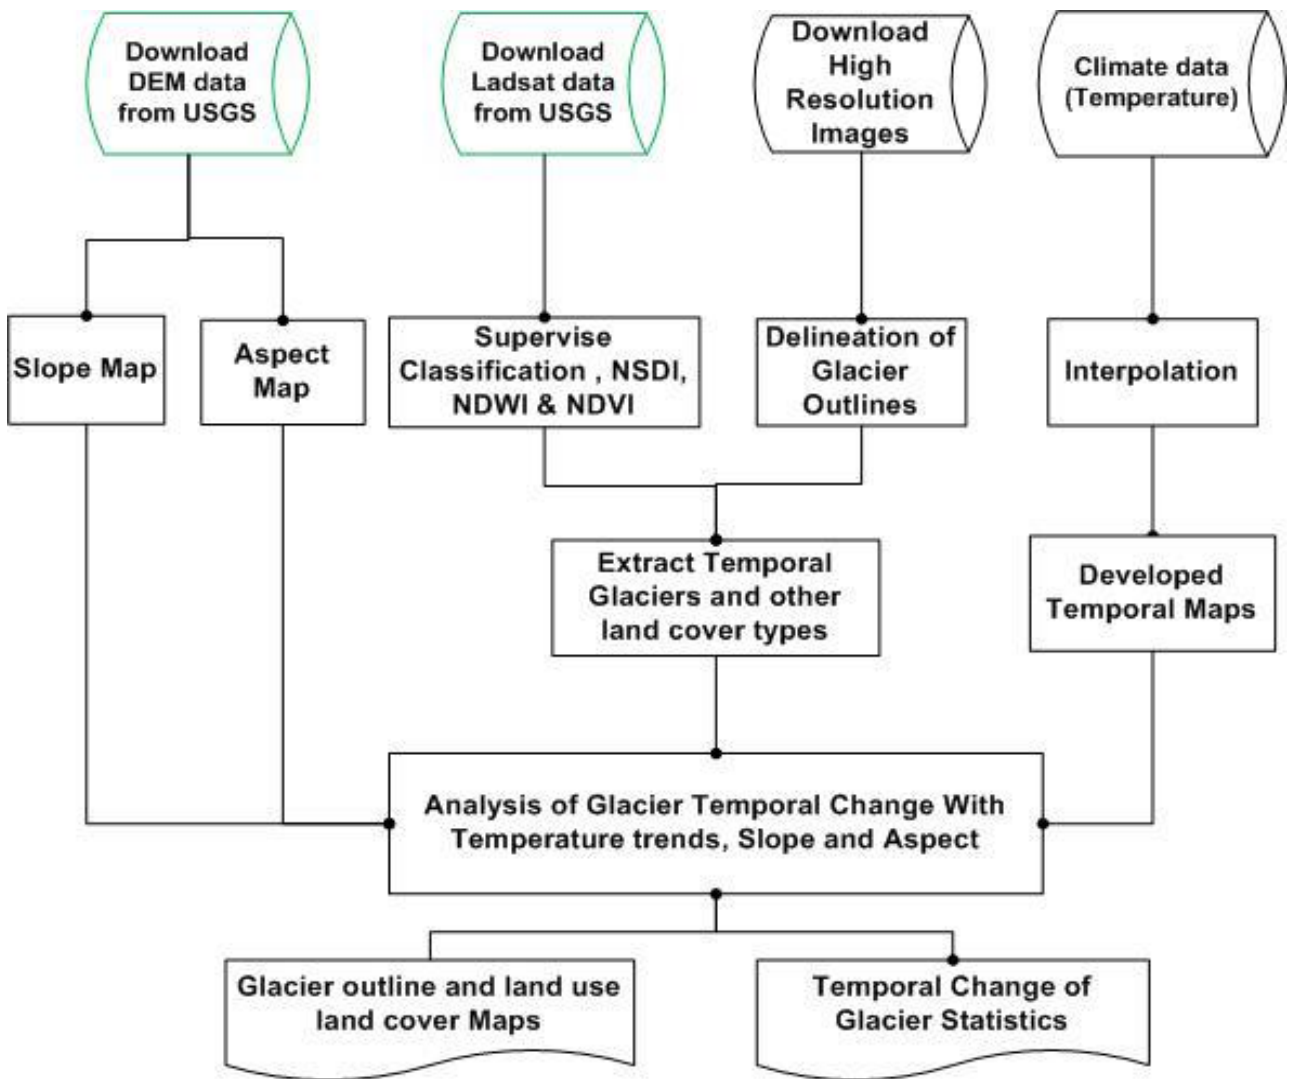 Download
DEM data
from USGS
Download
Ladsat data
from USGS
Download
High
Resolution
Images
Climate data
(Temperature)
Slope Map
Aspect
Map
Supervise
Classification , NSDI,
NDWI & NDVI
Delineation of
Glacier
Outlines
Interpolation
Extract Temporal
Glaciers and other
land cover types
Developed
Temporal Maps
Analysis of Glacier Temporal Change With
Temperature trends, Slope and Aspect
Glacier outline and land use
land cover Maps
Temporal Change of
Glacier Statistics